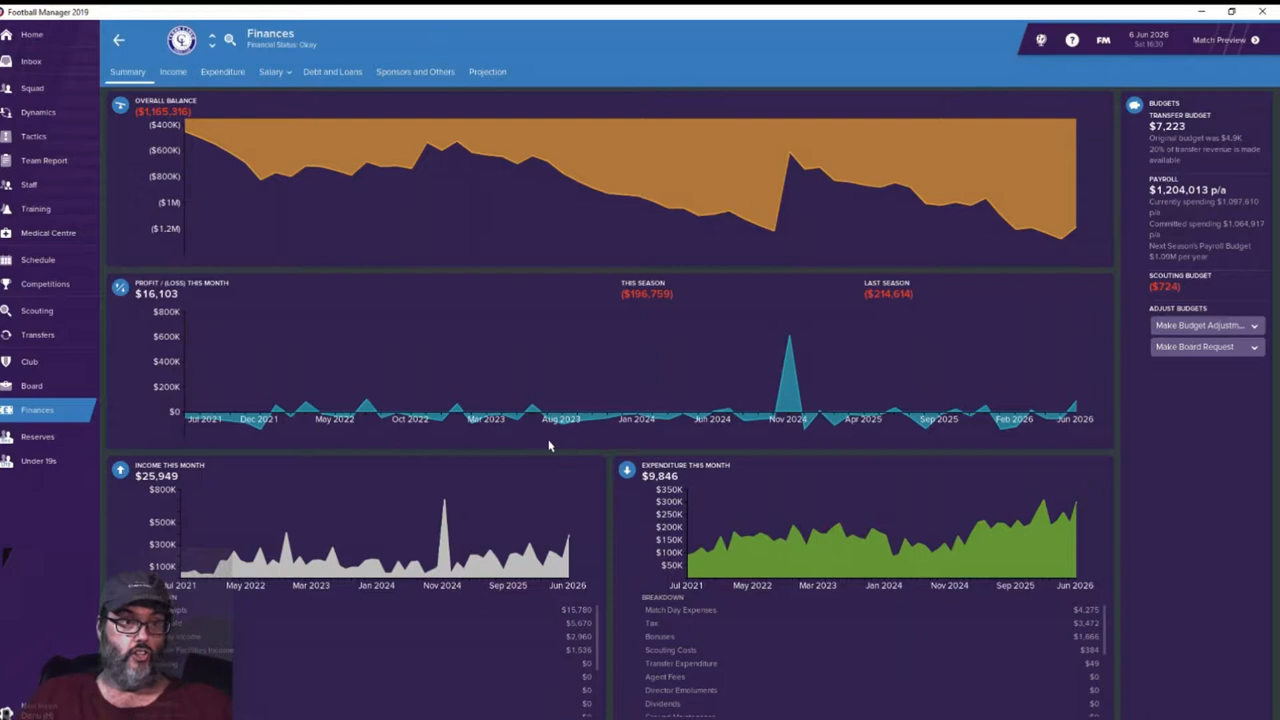 Football Manager 2019
Home
Inbox
Squad
Dynamics
Tactics
Team Report
Staff
Training
Medical Centre
Schedule
Competitions
Scouting
Transfers
Club
Board
Finances
Reserves
Under 19s
Finances
Financial Status: Okay
6 Jun 2026
Sat 16:30
FM
Match Preview
Summary
Income
Expenditure
Salary
Debt and Loans
Sponsors and Others
Projection
OVERALL BALANCE
($1,165,316)
($400K)
($600K)
($800K)
($1M)
($1.2M)
PROFIT / (LOSS) THIS MONTH
$16,103
THIS SEASON
($196,759)
LAST SEASON
($214,614)
$800K
$600K
$400K
$200K
$0
Jul 2021 Dec 2021 May 2022 Oct 2022 Mar 2023 Aug 2023 Jan 2024 Jun 2024 Nov 2024 Apr 2025 Sep 2025 Feb 2026 Jun 2026
INCOME THIS MONTH
$25,949
$800K
$500K
$300K
$100K
Jul 2021 May 2022 Mar 2023 Jan 2024 Nov 2024 Sep 2025 Jun 2026
$15,780
$5,670
$2,960
Facilities Income $1,536
$0
$0
$0
$0
EXPENDITURE THIS MONTH
$9,846
$350K
$300K
$250K
$200K
$150K
$100K
$50K
Jul 2021 May 2022 Mar 2023 Jan 2024 Nov 2024 Sep 2025 Jun 2026
BREAKDOWN
Match Day Expenses $4,275
Tax $3,472
Bonuses $1,666
Scouting Costs $384
Transfer Expenditure $49
Agent Fees $0
Director Emoluments $0
Dividends $0
Ground Maintenance
BUDGETS
TRANSFER BUDGET
$7,223
Original budget was $4.9K
20% of transfer revenue is made
available
PAYROLL
$1,204,013 p/a
Currently spending $1,097,610
p/a
Committed spending $1,064,917
p/a
Next Season's Payroll Budget
$1.09M per year
SCOUTING BUDGET
($724)
ADJUST BUDGETS
Make Budget Adjustm...
Make Board Request